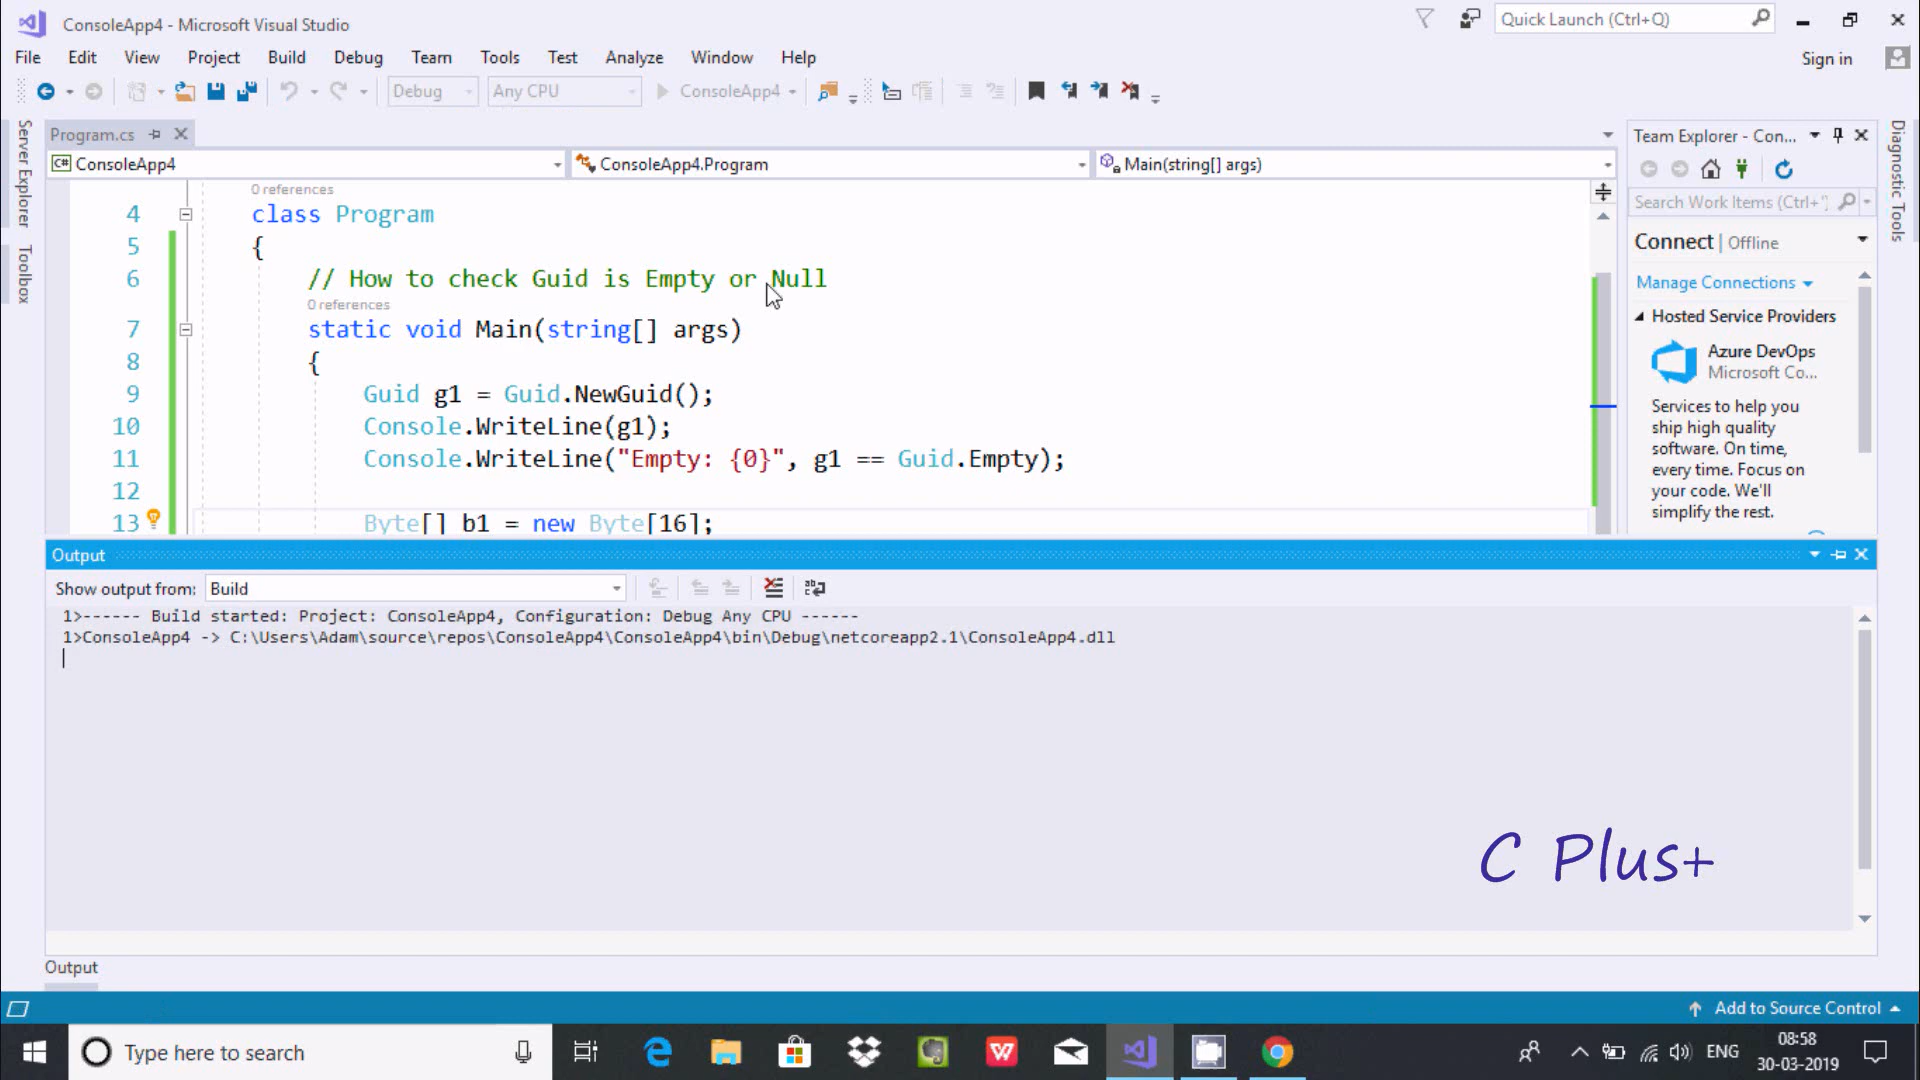 ConsoleApp4 - Microsoft Visual Studio
Quick Launch (Ctrl+Q)
File Edit View Project Build Debug Team Tools Test Analyze Window Help
Sign in
Debug Any CPU ConsoleApp4
Server Explorer
Toolbox
Program.cs
C# ConsoleApp4 ConsoleApp4.Program Main(string[] args)
0 references
4 class Program
5 {
6 // How to check Guid is Empty or Null
0 references
7 static void Main(string[] args)
8 {
9 Guid g1 = Guid.NewGuid();
10 Console.WriteLine(g1);
11 Console.WriteLine("Empty: {0}", g1 == Guid.Empty);
12
13 Byte[] b1 = new Byte[16];
Team Explorer - Con...
Search Work Items (Ctrl+')
Connect | Offline
Manage Connections
Hosted Service Providers
Azure DevOps
Microsoft Co...
Services to help you
ship high quality
software. On time,
every time. Focus on
your code. We'll
simplify the rest.
Diagnostic Tools
Output
Show output from: Build
1>------ Build started: Project: ConsoleApp4, Configuration: Debug Any CPU ------
1>ConsoleApp4 -> C:\Users\Adam\source\repos\ConsoleApp4\ConsoleApp4\bin\Debug\netcoreapp2.1\ConsoleApp4.dll
C Plus+
Output
Add to Source Control
Type here to search
ENG
08:58
30-03-2019